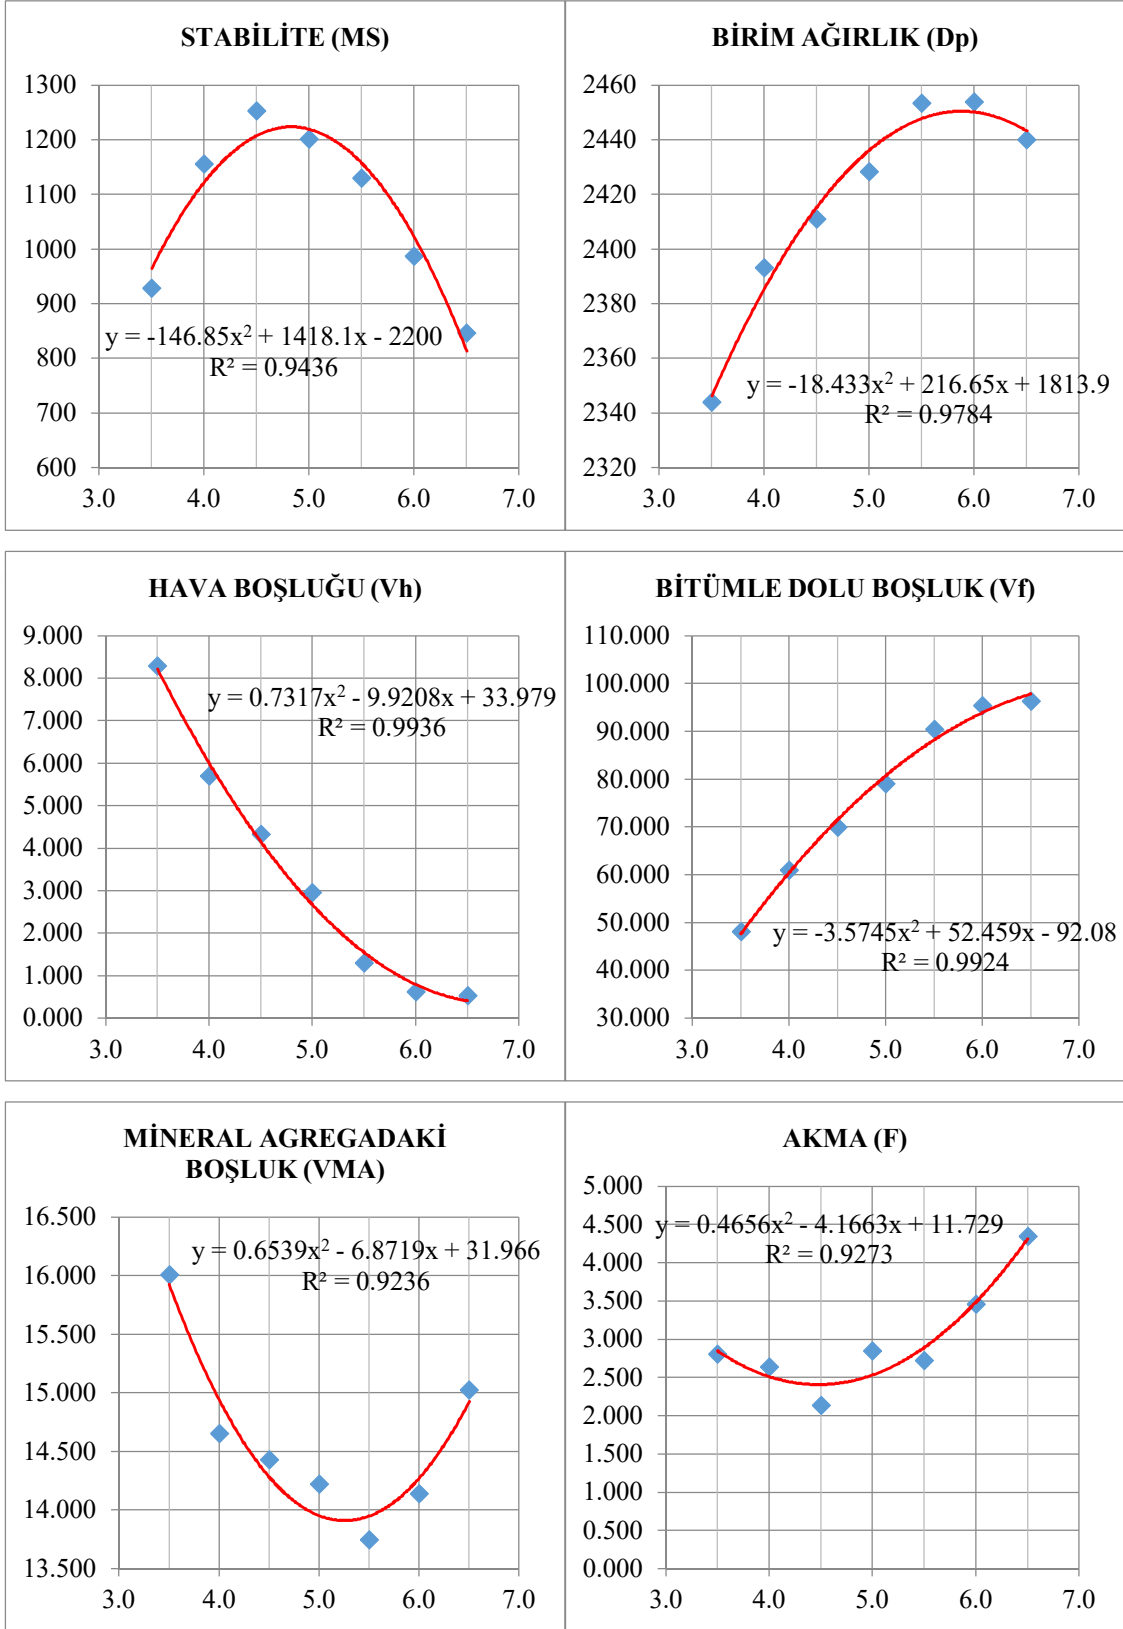 STABİLİTE (MS)
1300
1200
1100
1000
900
800
700
600
y = -146.85x² + 1418.1x - 2200
R² = 0.9436
3.0 4.0 5.0 6.0 7.0
BİRİM AĞIRLIK (Dp)
2460
2440
2420
2400
2380
2360
2340
2320
y = -18.433x² + 216.65x + 1813.9
R² = 0.9784
3.0 4.0 5.0 6.0 7.0
HAVA BOŞLUĞU (Vh)
9.000
8.000
7.000
6.000
5.000
4.000
3.000
2.000
1.000
0.000
y = 0.7317x² - 9.9208x + 33.979
R² = 0.9936
3.0 4.0 5.0 6.0 7.0
BİTÜMLE DOLU BOŞLUK (Vf)
110.000
100.000
90.000
80.000
70.000
60.000
50.000
40.000
30.000
y = -3.5745x² + 52.459x - 92.08
R² = 0.9924
3.0 4.0 5.0 6.0 7.0
MİNERAL AGREGADAKİ
BOŞLUK (VMA)
16.500
16.000
15.500
15.000
14.500
14.000
13.500
y = 0.6539x² - 6.8719x + 31.966
R² = 0.9236
3.0 4.0 5.0 6.0 7.0
AKMA (F)
5.000
4.500
4.000
3.500
3.000
2.500
2.000
1.500
1.000
0.500
0.000
y = 0.4656x² - 4.1663x + 11.729
R² = 0.9273
3.0 4.0 5.0 6.0 7.0